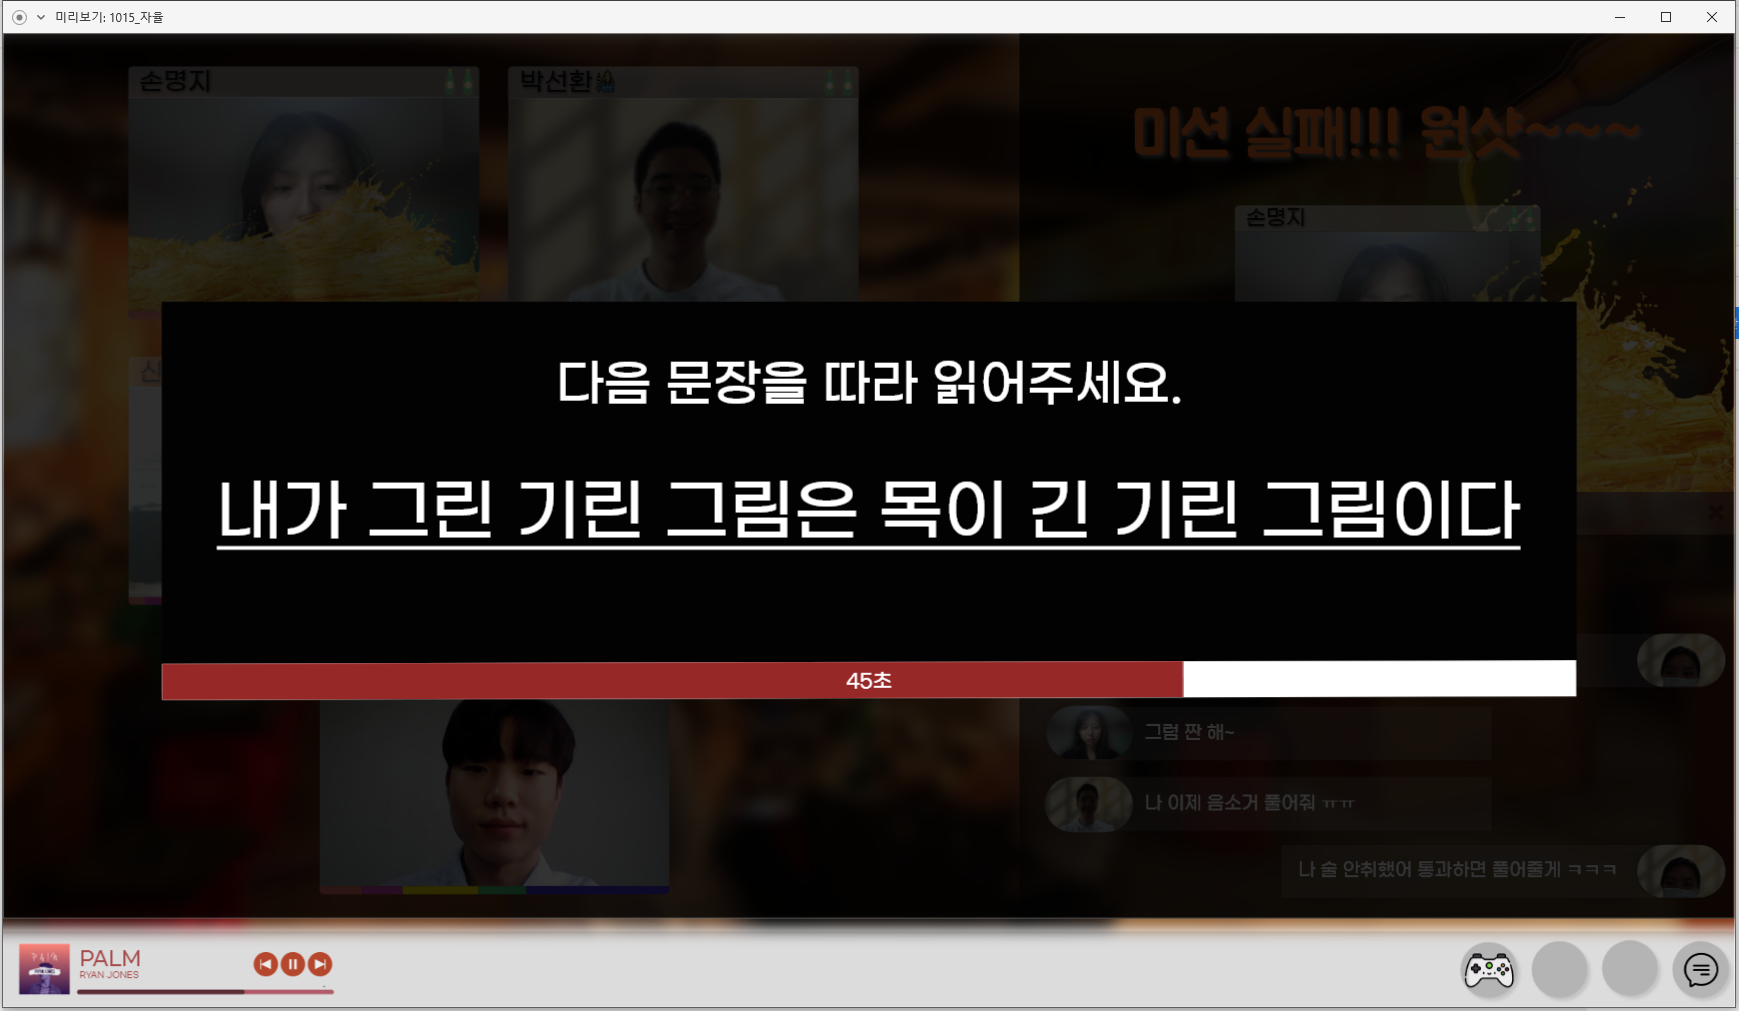 미리보기: 1015_자율
손명지
박선환
미션 실패!!! 원샷~~~
손명지
신
다음 문장을 따라 읽어주세요.
내가 그린 기린 그림은 목이 긴 기린 그림이다
45초
그럼 짠 해~
나 이제 음소거 풀어줘 ㅠㅠ
나 술 안취했어 통과하면 풀어줄게 ㅋㅋㅋ
PALM
RYAN JONES